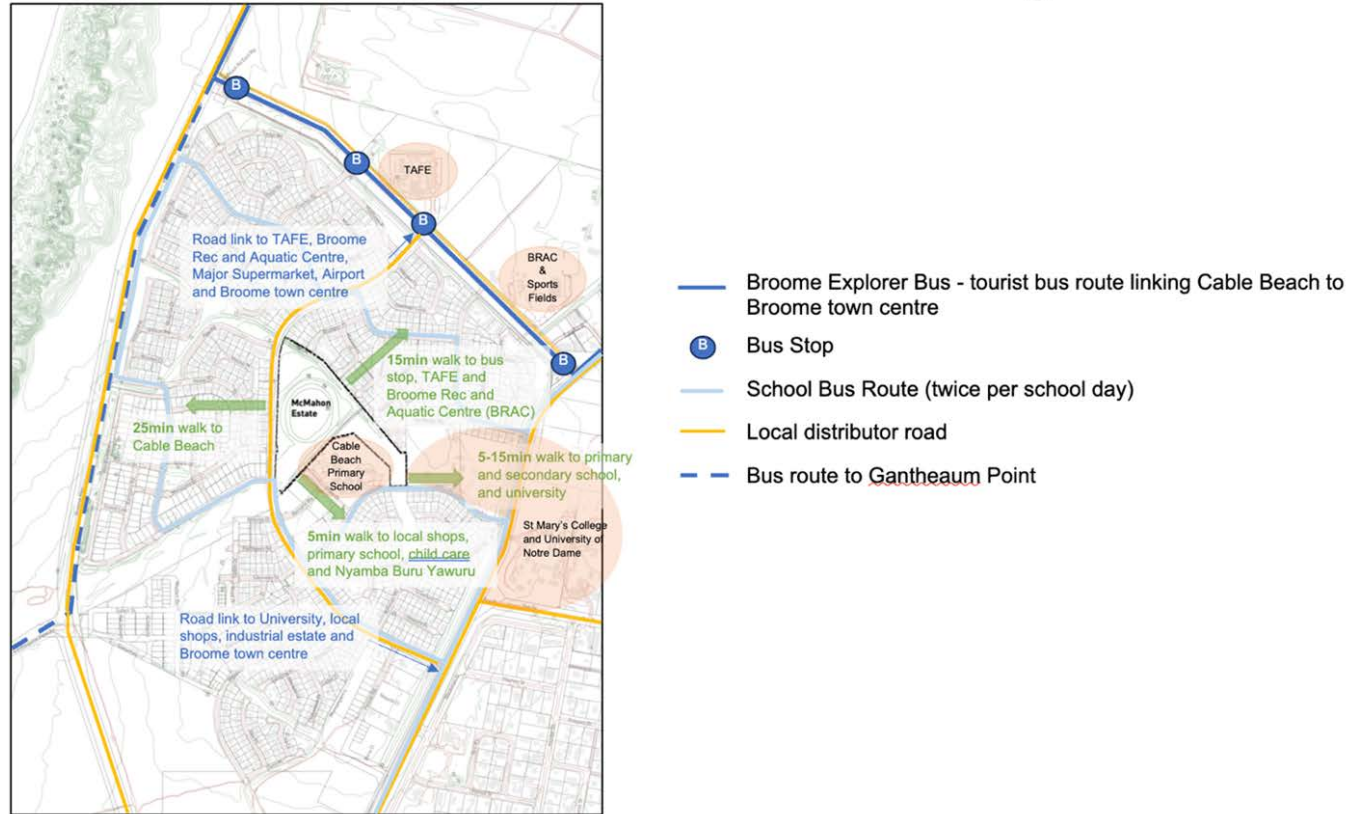 B
B
TAFE
B
Road link to TAFE, Broome
Rec and Aquatic Centre,
Major Supermarket, Airport
and Broome town centre
BRAC
&
Sports
Fields
B
15min walk to bus
stop, TAFE and
Broome Rec and
Aquatic Centre (BRAC)
McMahon
Estate
25min walk to
Cable Beach
Cable
Beach
Primary
School
5-15min walk to primary
and secondary school,
and university
St Mary's College
and University of
Notre Dame
5min walk to local shops,
primary school, child care
and Nyamba Buru Yawuru
Road link to University, local
shops, industrial estate and
Broome town centre
Broome Explorer Bus - tourist bus route linking Cable Beach to
Broome town centre
B Bus Stop
School Bus Route (twice per school day)
Local distributor road
Bus route to Gantheaum Point